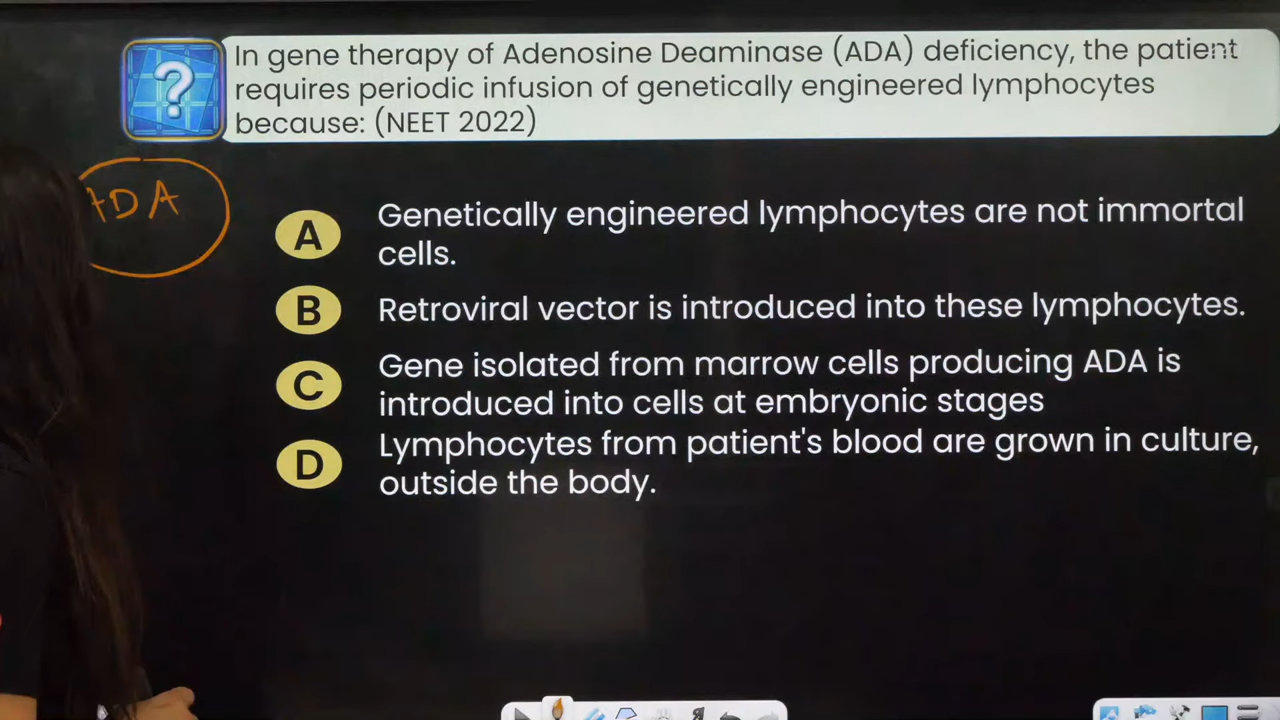 In gene therapy of Adenosine Deaminase (ADA) deficiency, the patient
requires periodic infusion of genetically engineered lymphocytes
because: (NEET 2022)
ADA
A Genetically engineered lymphocytes are not immortal
cells.
B Retroviral vector is introduced into these lymphocytes.
C Gene isolated from marrow cells producing ADA is
introduced into cells at embryonic stages
D Lymphocytes from patient's blood are grown in culture,
outside the body.